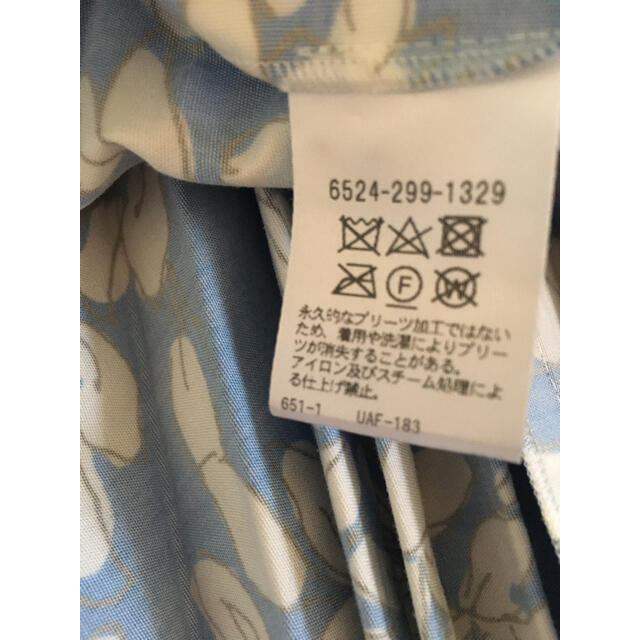 6524-299-1329
F W
永久的なプリーツ加工ではない
ため、着用や洗濯によりプリー
ツが消失することがある。
アイロン及びスチーム処理によ
る仕上げ禁止。
651-1 UAF-183